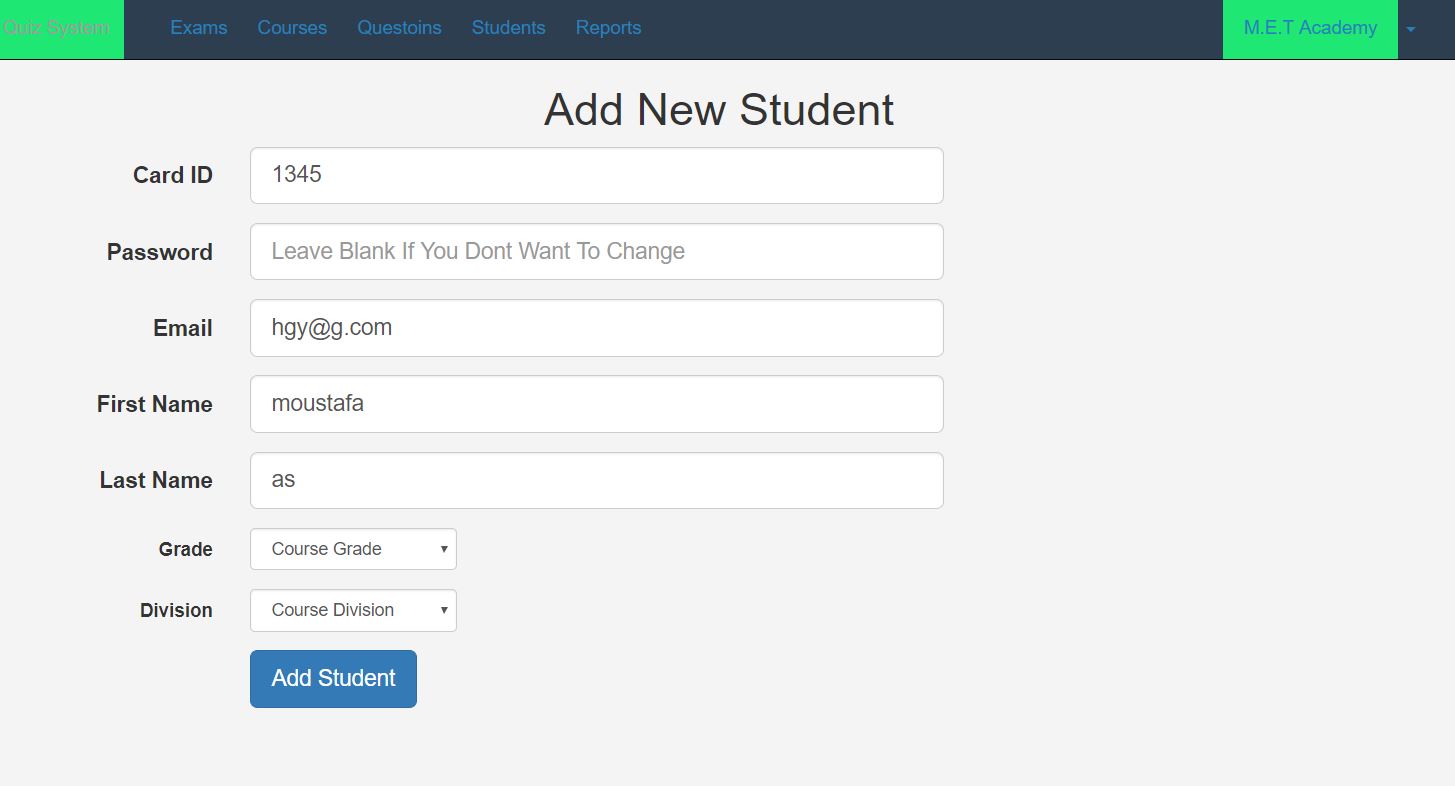 Quiz System Exams Courses Questoins Students Reports M.E.T Academy
Add New Student
Card ID 1345
Password Leave Blank If You Dont Want To Change
Email hgy@g.com
First Name moustafa
Last Name as
Grade Course Grade
Division Course Division
Add Student